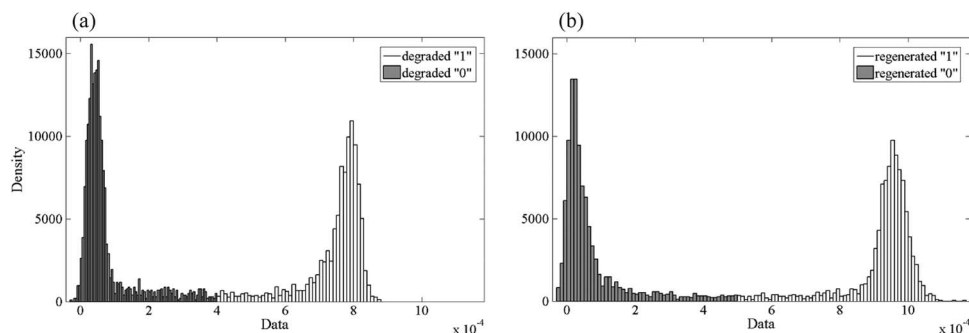 (a)
15000
10000
5000
0
Density
degraded "1"
degraded "0"
0 2 4 6 8 10
Data
x 10⁻⁴
(b)
15000
10000
5000
0
regenerated "1"
regenerated "0"
0 2 4 6 8 10
Data
x 10⁻⁴